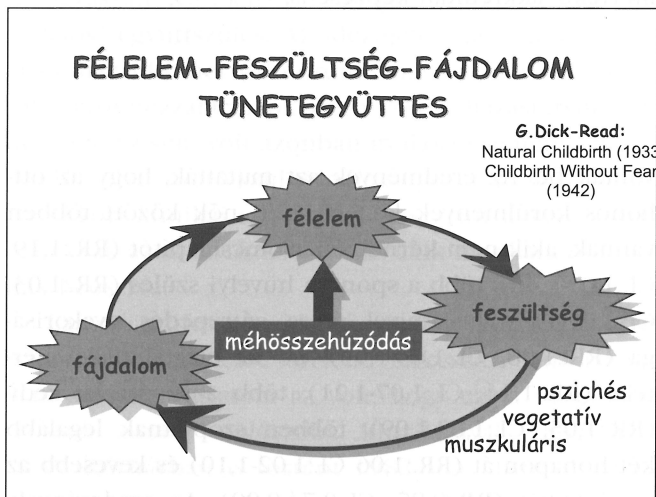 FÉLELEM-FESZÜLTSÉG-FÁJDALOM
TÜNETEGYÜTTES
G.Dick-Read:
Natural Childbirth (1933
Childbirth Without Fear
(1942)
félelem
feszültség
méhösszehúzódás
fájdalom
pszichés
vegetatív
muszkuláris